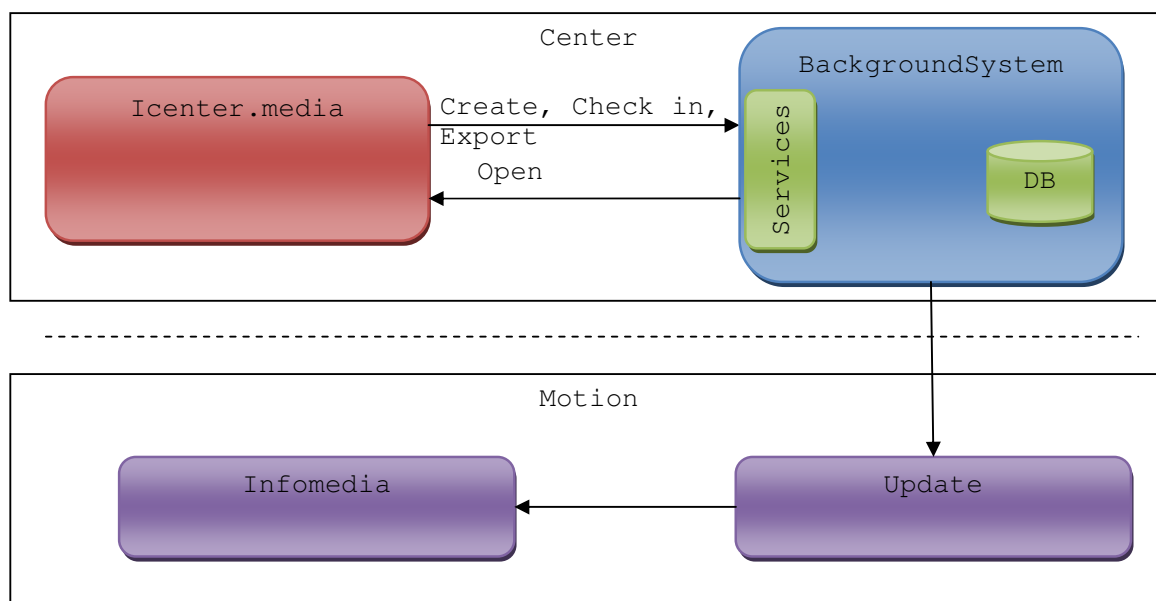 Center
Icenter.media
Create, Check in,
Export
Open
BackgroundSystem
Services
DB
Motion
Infomedia
Update